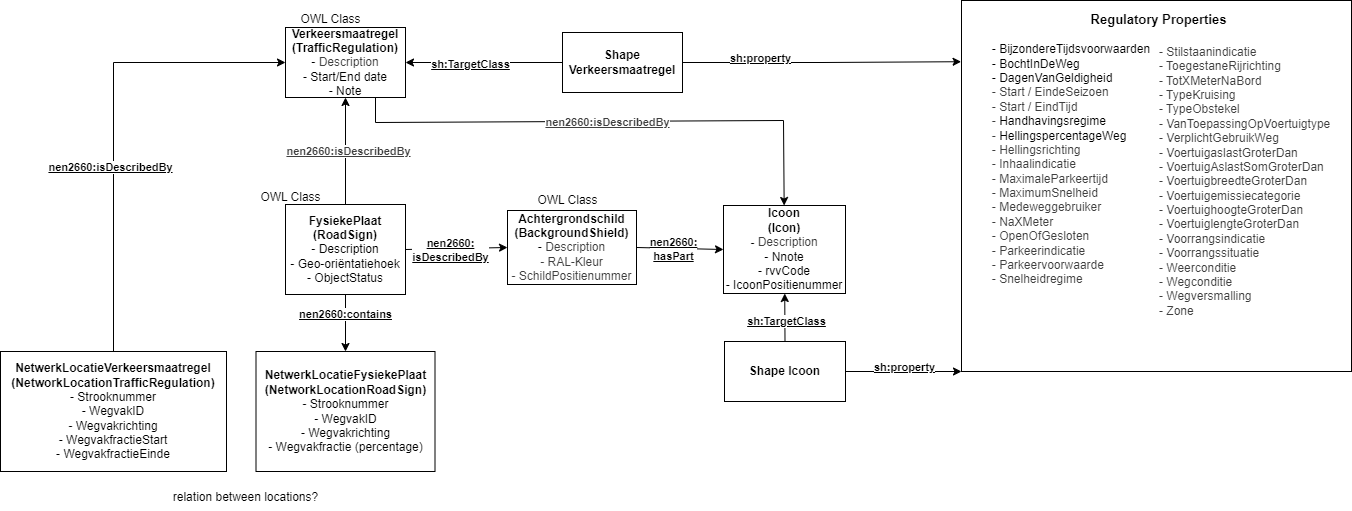 OWL Class
Verkeersmaatregel
(TrafficRegulation)
- Description
- Start/End date
- Note
sh:TargetClass
Shape
Verkeersmaatregel
sh:property
Regulatory Properties
- BijzondereTijdsvoorwaarden
- BochtInDeWeg
- DagenVanGeldigheid
- Start / EindeSeizoen
- Start / EindTijd
- Handhavingsregime
- HellingspercentageWeg
- Hellingsrichting
- Inhaalindicatie
- MaximaleParkeertijd
- MaximumSnelheid
- Medeweggebruiker
- NaXMeter
- OpenOfGesloten
- Parkeerindicatie
- Parkeervoorwaarde
- Snelheidregime
- Stilstaanindicatie
- ToegestaneRijrichting
- TotXMeterNaBord
- TypeKruising
- TypeObstekel
- VanToepassingOpVoertuigtype
- VerplichtGebruikWeg
- VoertuigaslastGroterDan
- VoertuigAslastSomGroterDan
- VoertuigbreedteGroterDan
- Voertuigemissiecategorie
- VoertuighoogteGroterDan
- VoertuiglengteGroterDan
- Voorrangsindicatie
- Voorrangssituatie
- Weerconditie
- Wegconditie
- Wegversmalling
- Zone
nen2660:isDescribedBy
nen2660:isDescribedBy
nen2660:isDescribedBy
OWL Class
FysiekePlaat
(RoadSign)
- Description
- Geo-oriëntatiehoek
- ObjectStatus
nen2660:
isDescribedBy
OWL Class
Achtergrondschild
(BackgroundShield)
- Description
- RAL-Kleur
- SchildPositienummer
nen2660:
hasPart
Icoon
(Icon)
- Description
- Nnote
- rvvCode
- IcoonPositienummer
nen2660:contains
sh:TargetClass
Shape Icoon
sh:property
NetwerkLocatieVerkeersmaatregel
(NetworkLocationTrafficRegulation)
- Strooknummer
- WegvakID
- Wegvakrichting
- WegvakfractieStart
- WegvakfractieEinde
NetwerkLocatieFysiekePlaat
(NetworkLocationRoadSign)
- Strooknummer
- WegvakID
- Wegvakrichting
- Wegvakfractie (percentage)
relation between locations?